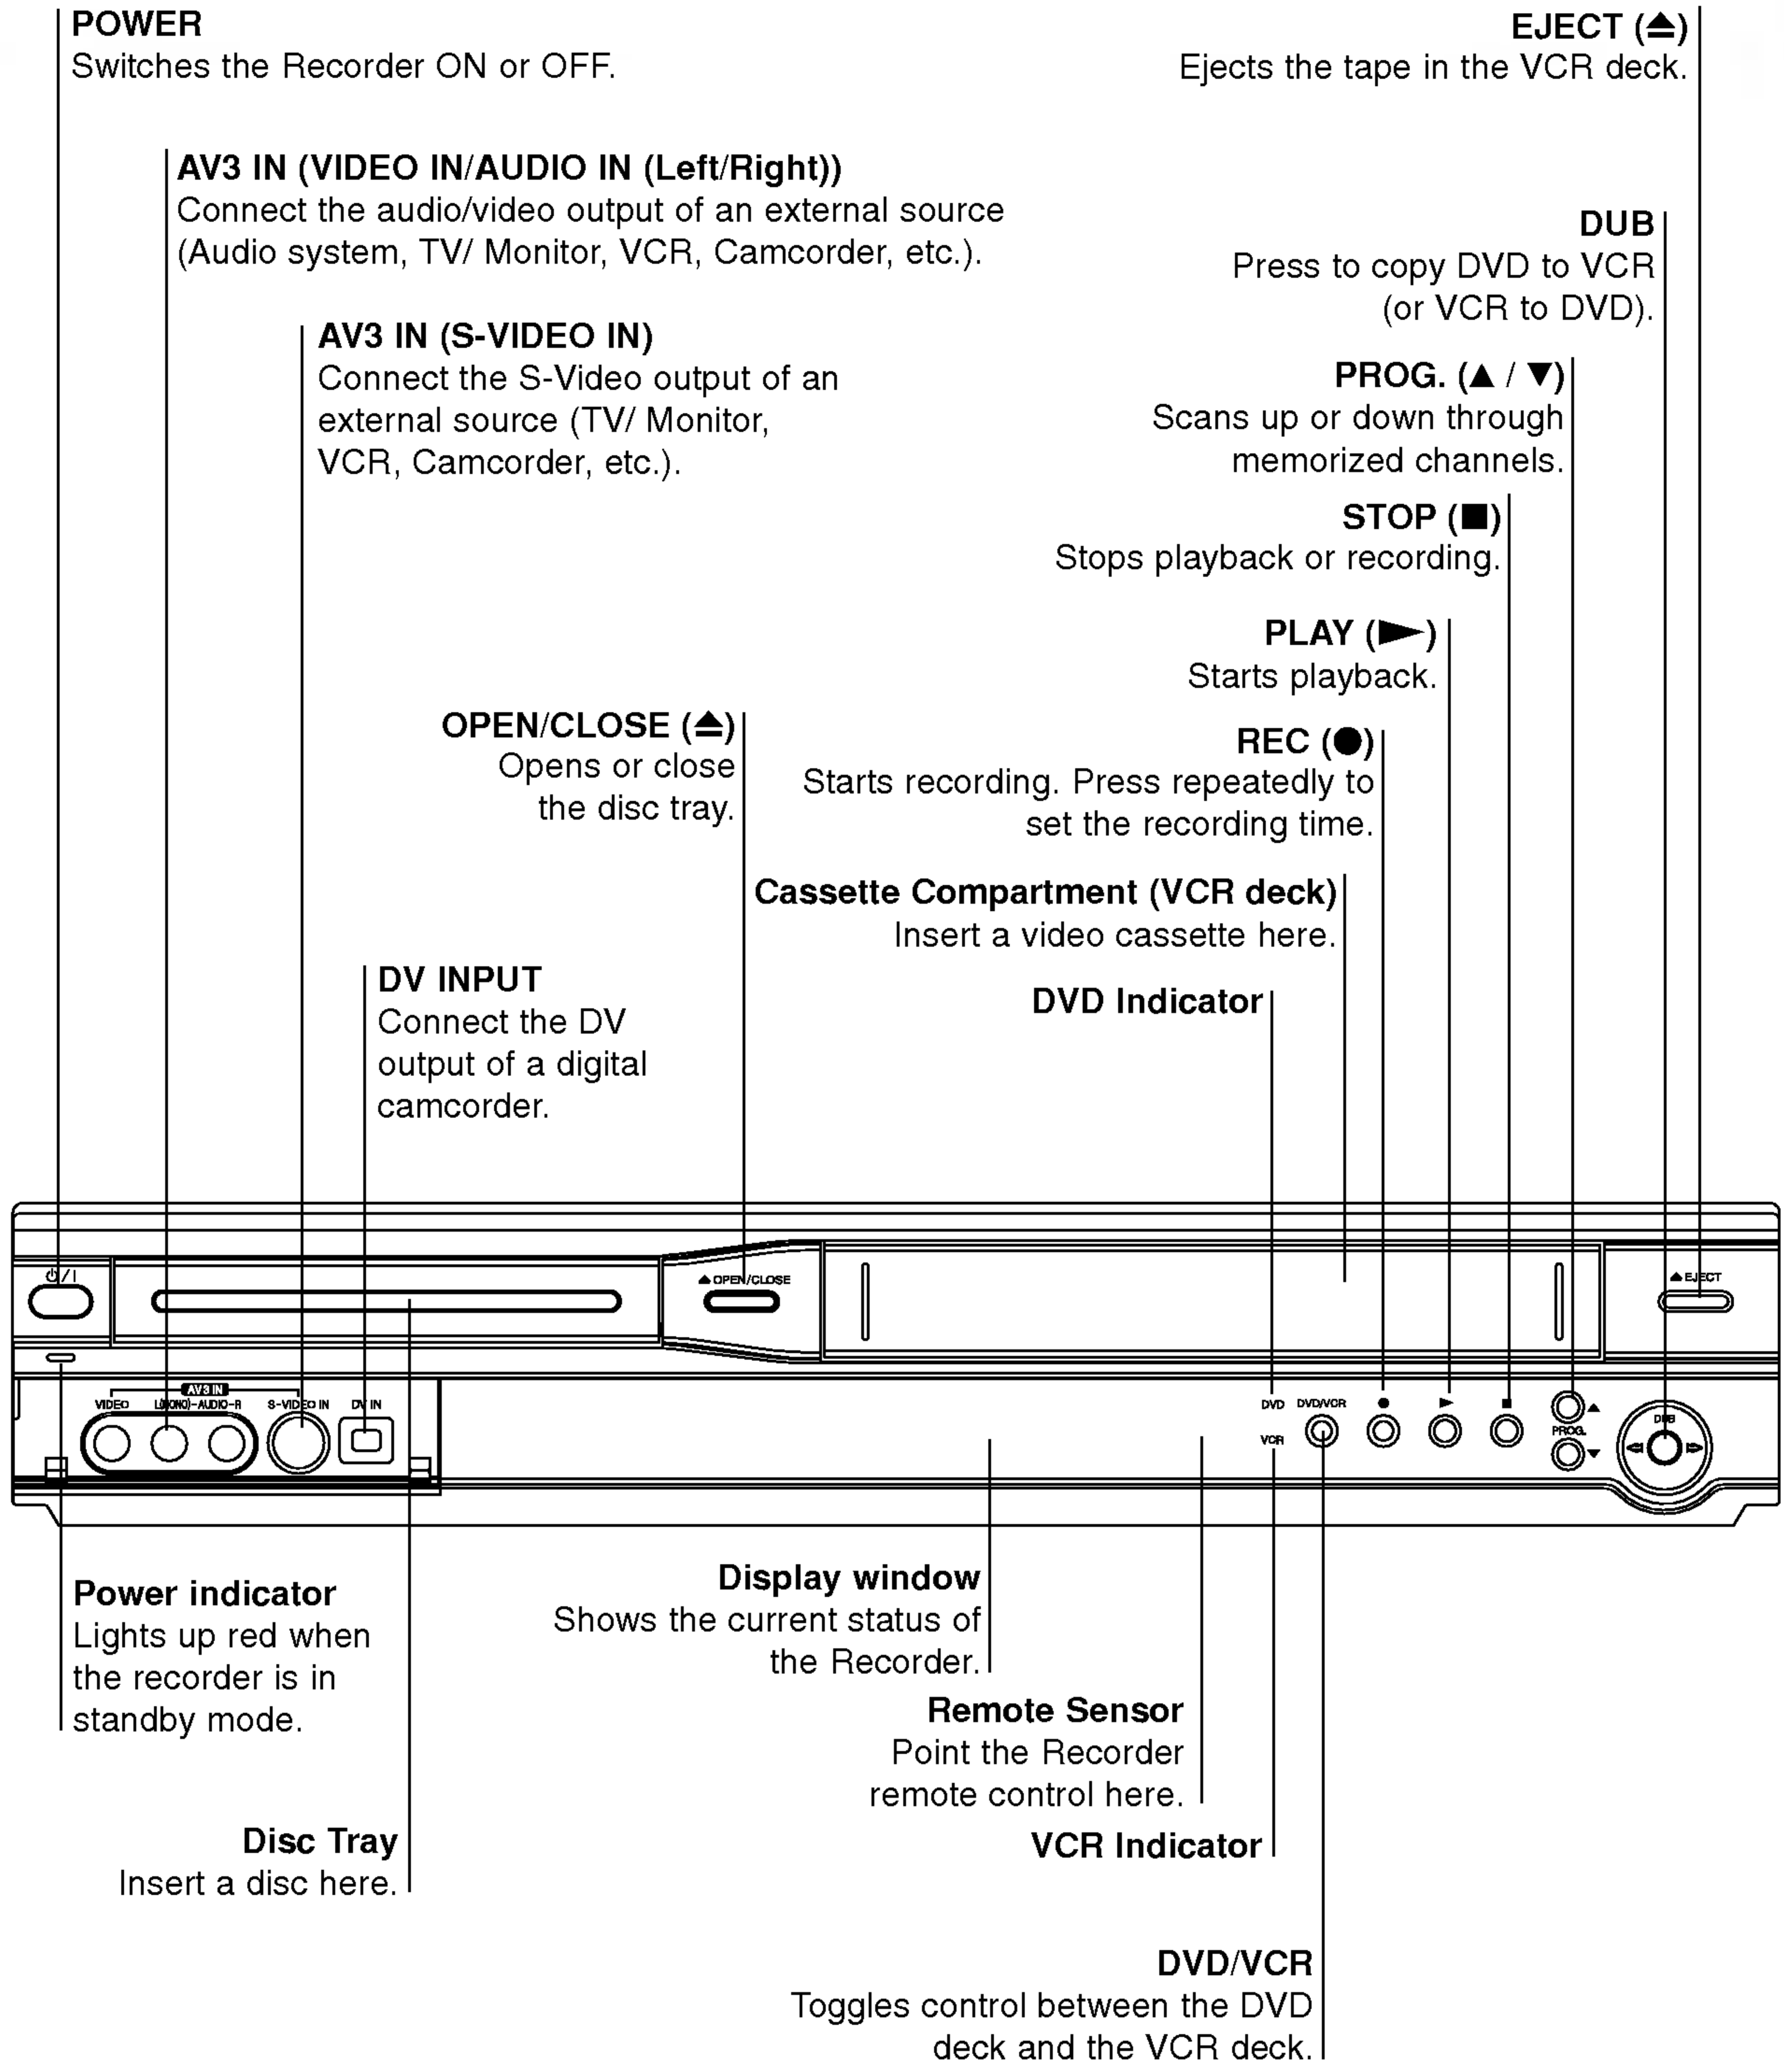 POWER
Switches the Recorder ON or OFF.
EJECT (⏏)
Ejects the tape in the VCR deck.
AV3 IN (VIDEO IN/AUDIO IN (Left/Right))
Connect the audio/video output of an external source
(Audio system, TV/ Monitor, VCR, Camcorder, etc.).
DUB
Press to copy DVD to VCR
(or VCR to DVD).
AV3 IN (S-VIDEO IN)
Connect the S-Video output of an
external source (TV/ Monitor,
VCR, Camcorder, etc.).
PROG. (▲ / ▼)
Scans up or down through
memorized channels.
STOP (■)
Stops playback or recording.
PLAY (►)
Starts playback.
OPEN/CLOSE (⏏)
Opens or close
the disc tray.
REC (●)
Starts recording. Press repeatedly to
set the recording time.
Cassette Compartment (VCR deck)
Insert a video cassette here.
DV INPUT
Connect the DV
output of a digital
camcorder.
DVD Indicator
⏻/I
▲ OPEN/CLOSE
▲ EJECT
AV3 IN
VIDEO
L(MONO)-AUDIO-R
S-VIDEO IN
DV IN
DVD
DVD/VCR
●
►
■
▲
VCR
PROG.
▼
DUB
Power indicator
Lights up red when
the recorder is in
standby mode.
Display window
Shows the current status of
the Recorder.
Remote Sensor
Point the Recorder
remote control here.
Disc Tray
Insert a disc here.
VCR Indicator
DVD/VCR
Toggles control between the DVD
deck and the VCR deck.